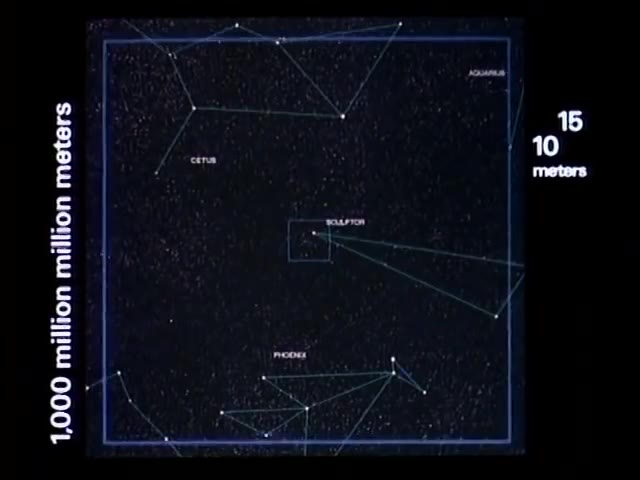 1,000 million million meters
AQUARIUS
CETUS
SCULPTOR
PHOENIX
10 15
meters